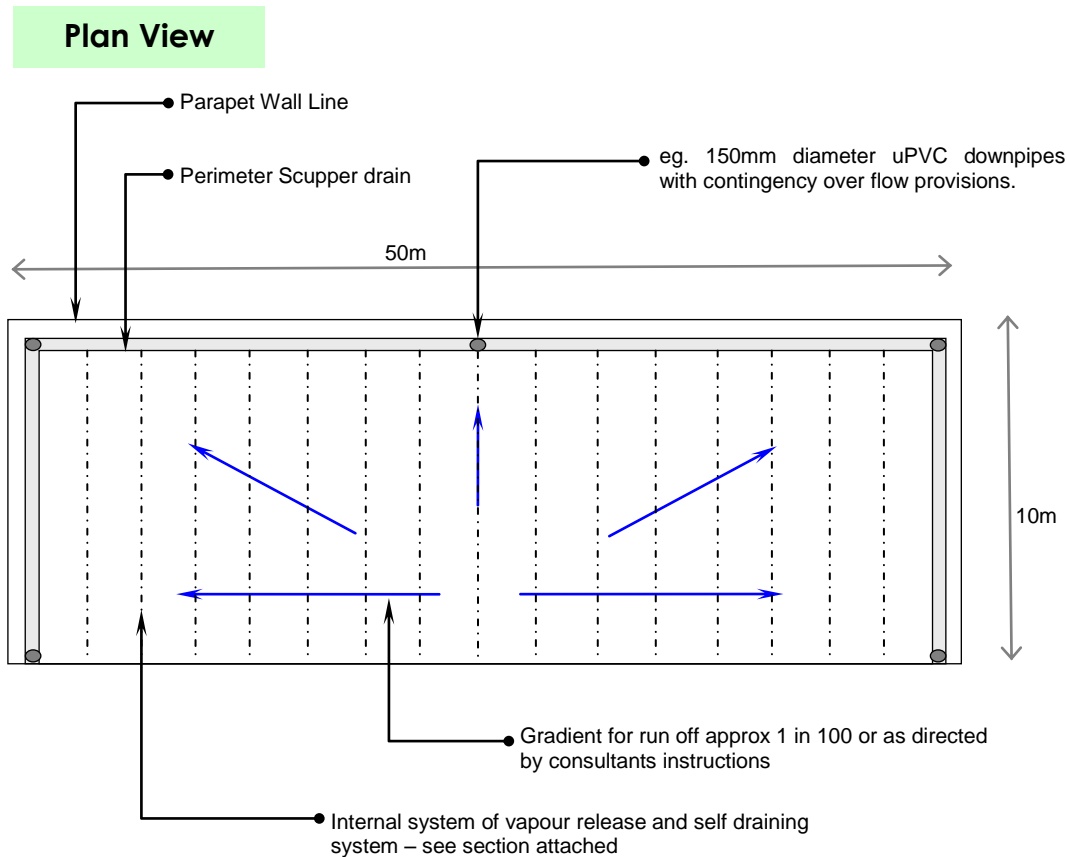 Plan View
Parapet Wall Line
Perimeter Scupper drain
eg. 150mm diameter uPVC downpipes
with contingency over flow provisions.
50m
10m
Gradient for run off approx 1 in 100 or as directed
by consultants instructions
Internal system of vapour release and self draining
system – see section attached